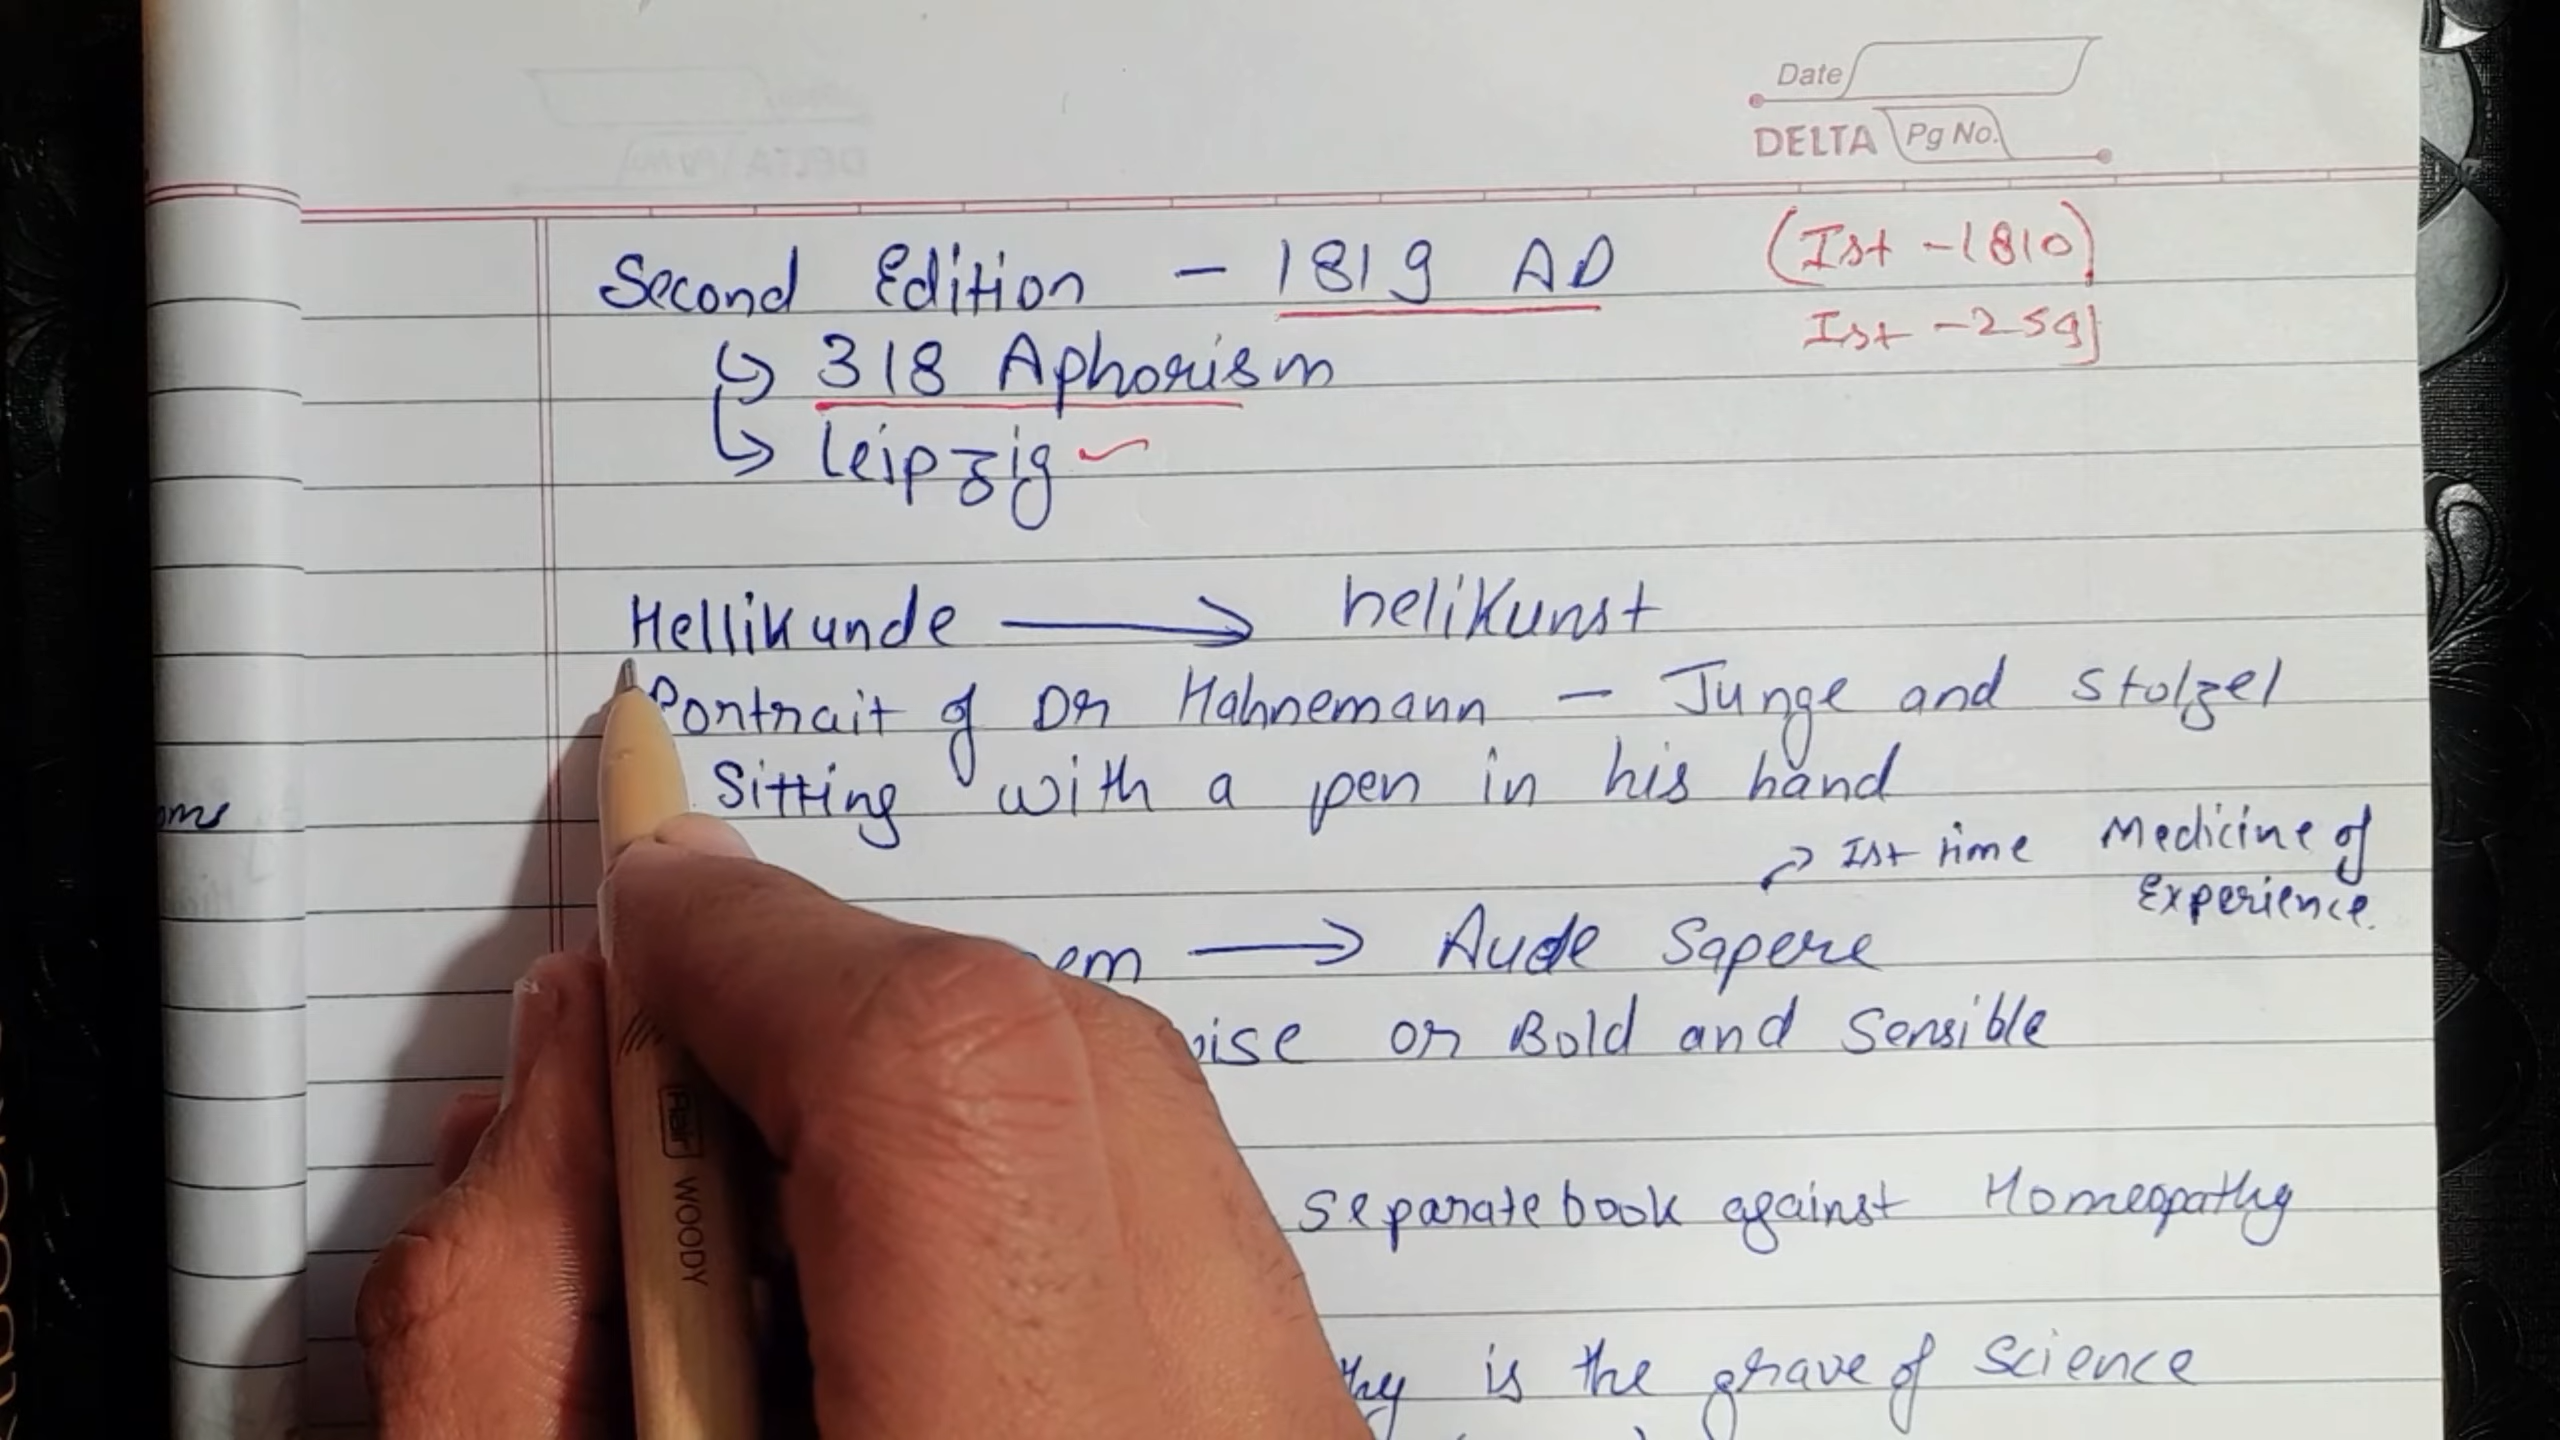 Date
DELTA Pg No.
Second Edition - 1819 AD (Ist - 1810)
318 Aphorism Ist - 259}
Leipzig
Hellikunde → helikunst
Portrait of Dr Hahnemann - Junge and Stolzel
Sitting with a pen in his hand
Ist time Medicine of
Experience.
→ Aude Sapere
or Bold and Sensible
separate book against Homeopathy
is the grave of Science
Flair WOODY